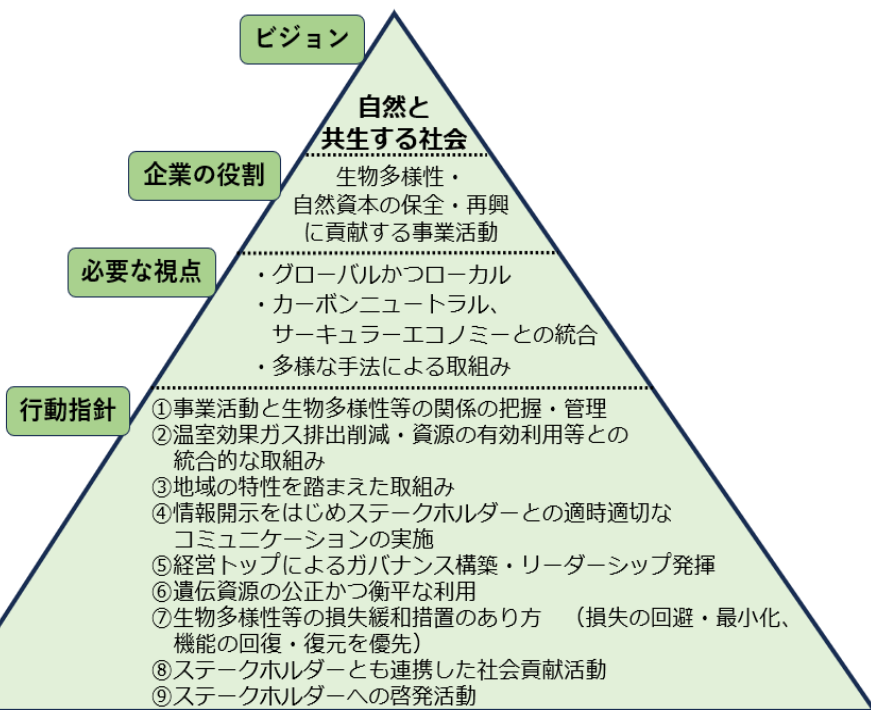 ビジョン
自然と
共生する社会
企業の役割
生物多様性・
自然資本の保全・再興
に貢献する事業活動
必要な視点
・グローバルかつローカル
・カーボンニュートラル、
サーキュラーエコノミーとの統合
・多様な手法による取組み
行動指針
①事業活動と生物多様性等の関係の把握・管理
②温室効果ガス排出削減・資源の有効利用等との
統合的な取組み
③地域の特性を踏まえた取組み
④情報開示をはじめステークホルダーとの適時適切な
コミュニケーションの実施
⑤経営トップによるガバナンス構築・リーダーシップ発揮
⑥遺伝資源の公正かつ衡平な利用
⑦生物多様性等の損失緩和措置のあり方　（損失の回避・最小化、
機能の回復・復元を優先）
⑧ステークホルダーとも連携した社会貢献活動
⑨ステークホルダーへの啓発活動